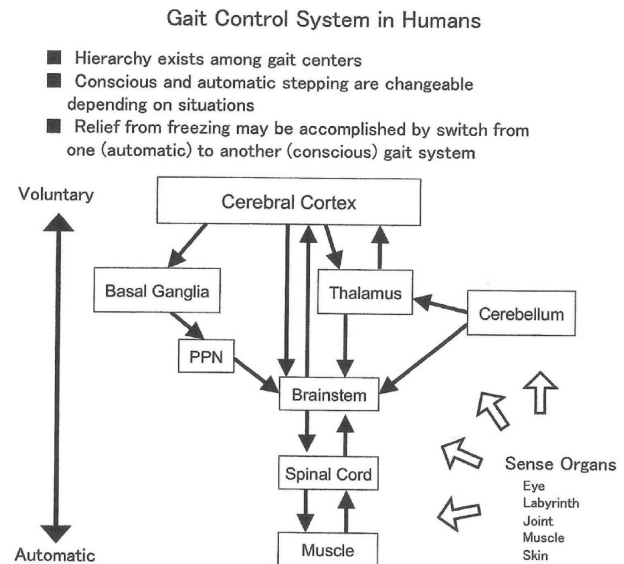 Gait Control System in Humans
■ Hierarchy exists among gait centers
■ Conscious and automatic stepping are changeable
depending on situations
■ Relief from freezing may be accomplished by switch from
one (automatic) to another (conscious) gait system
Voluntary
Cerebral Cortex
Basal Ganglia
Thalamus
Cerebellum
PPN
Brainstem
Spinal Cord
Sense Organs
Eye
Labyrinth
Joint
Muscle
Skin
Muscle
Automatic